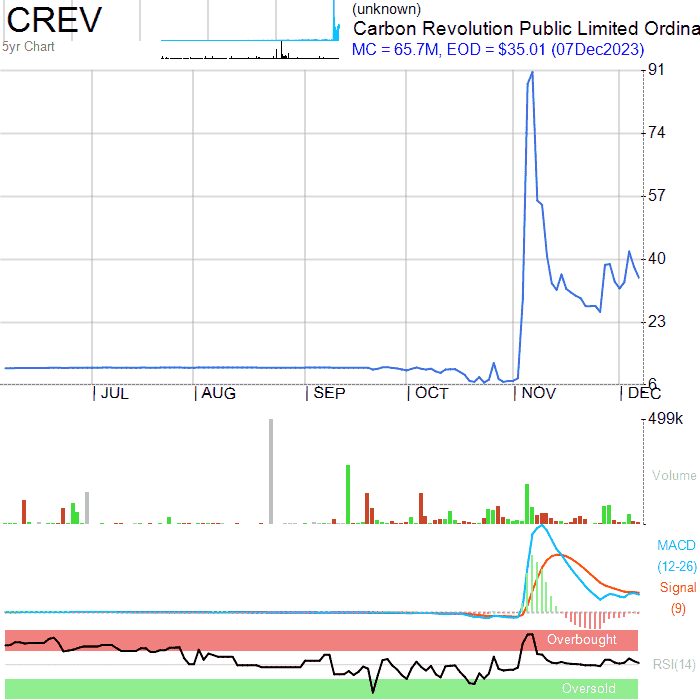 CREV
5yr Chart
(unknown)
Carbon Revolution Public Limited Ordina
MC = 65.7M, EOD = $35.01 (07Dec2023)
91
74
57
40
23
6
JUL
AUG
SEP
OCT
NOV
DEC
499k
Volume
MACD
(12-26)
Signal
(9)
Overbought
RSI(14)
Oversold